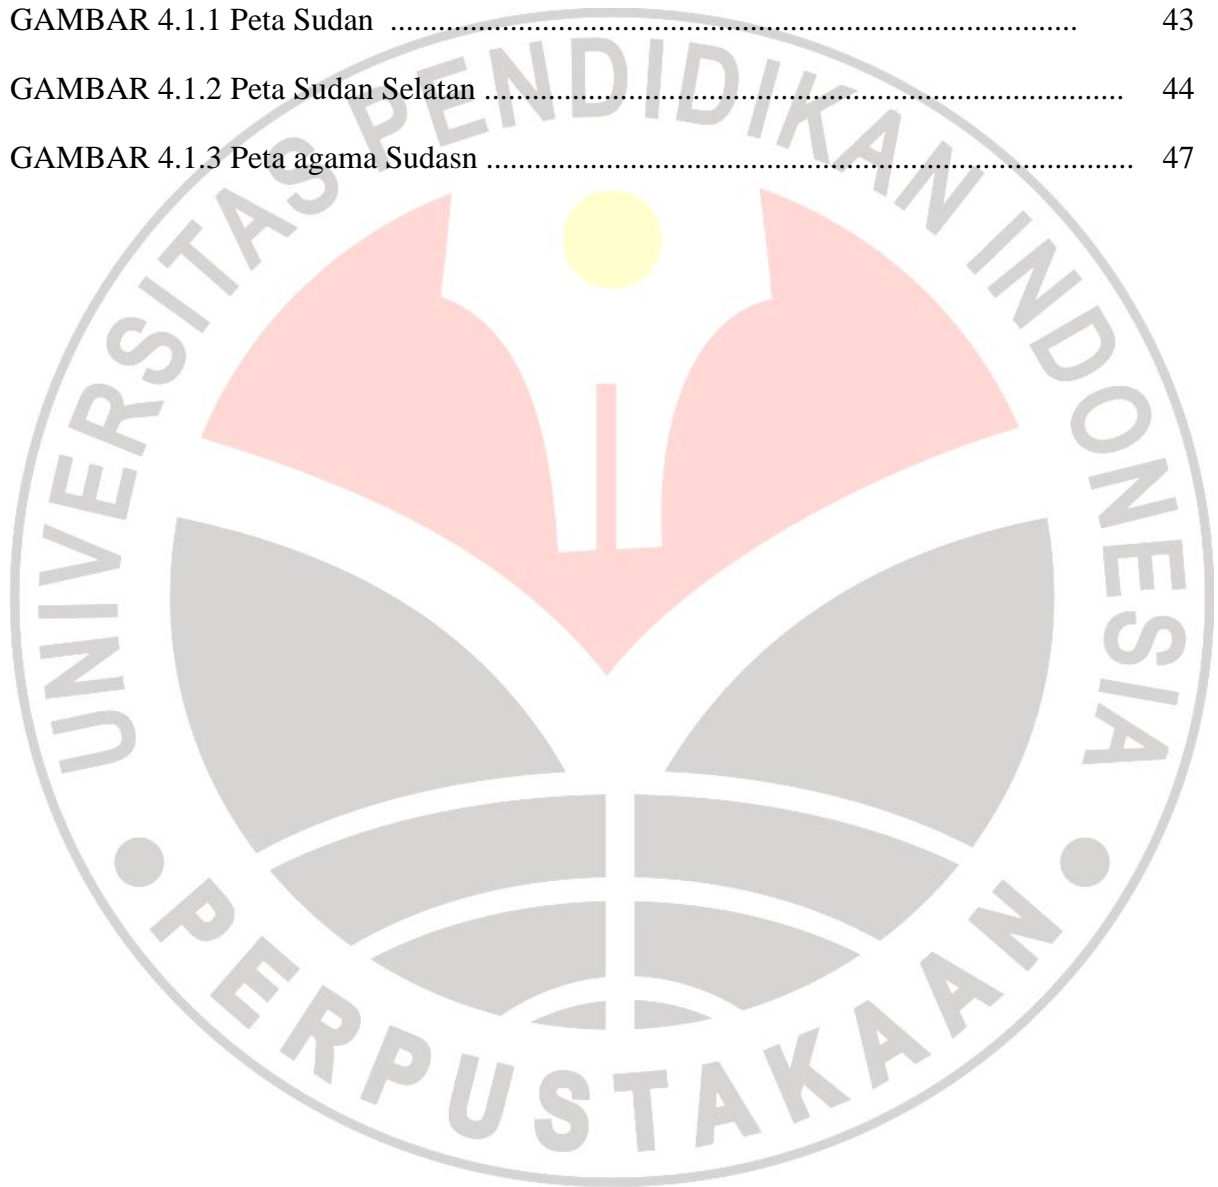 GAMBAR 4.1.1 Peta Sudan ..................................................................................... 43
GAMBAR 4.1.2 Peta Sudan Selatan ............................................................................... 44
GAMBAR 4.1.3 Peta agama Sudasn ................................................................................ 47
UNIVERSITAS PENDIDIKAN INDONESIA
PERPUSTAKAAN